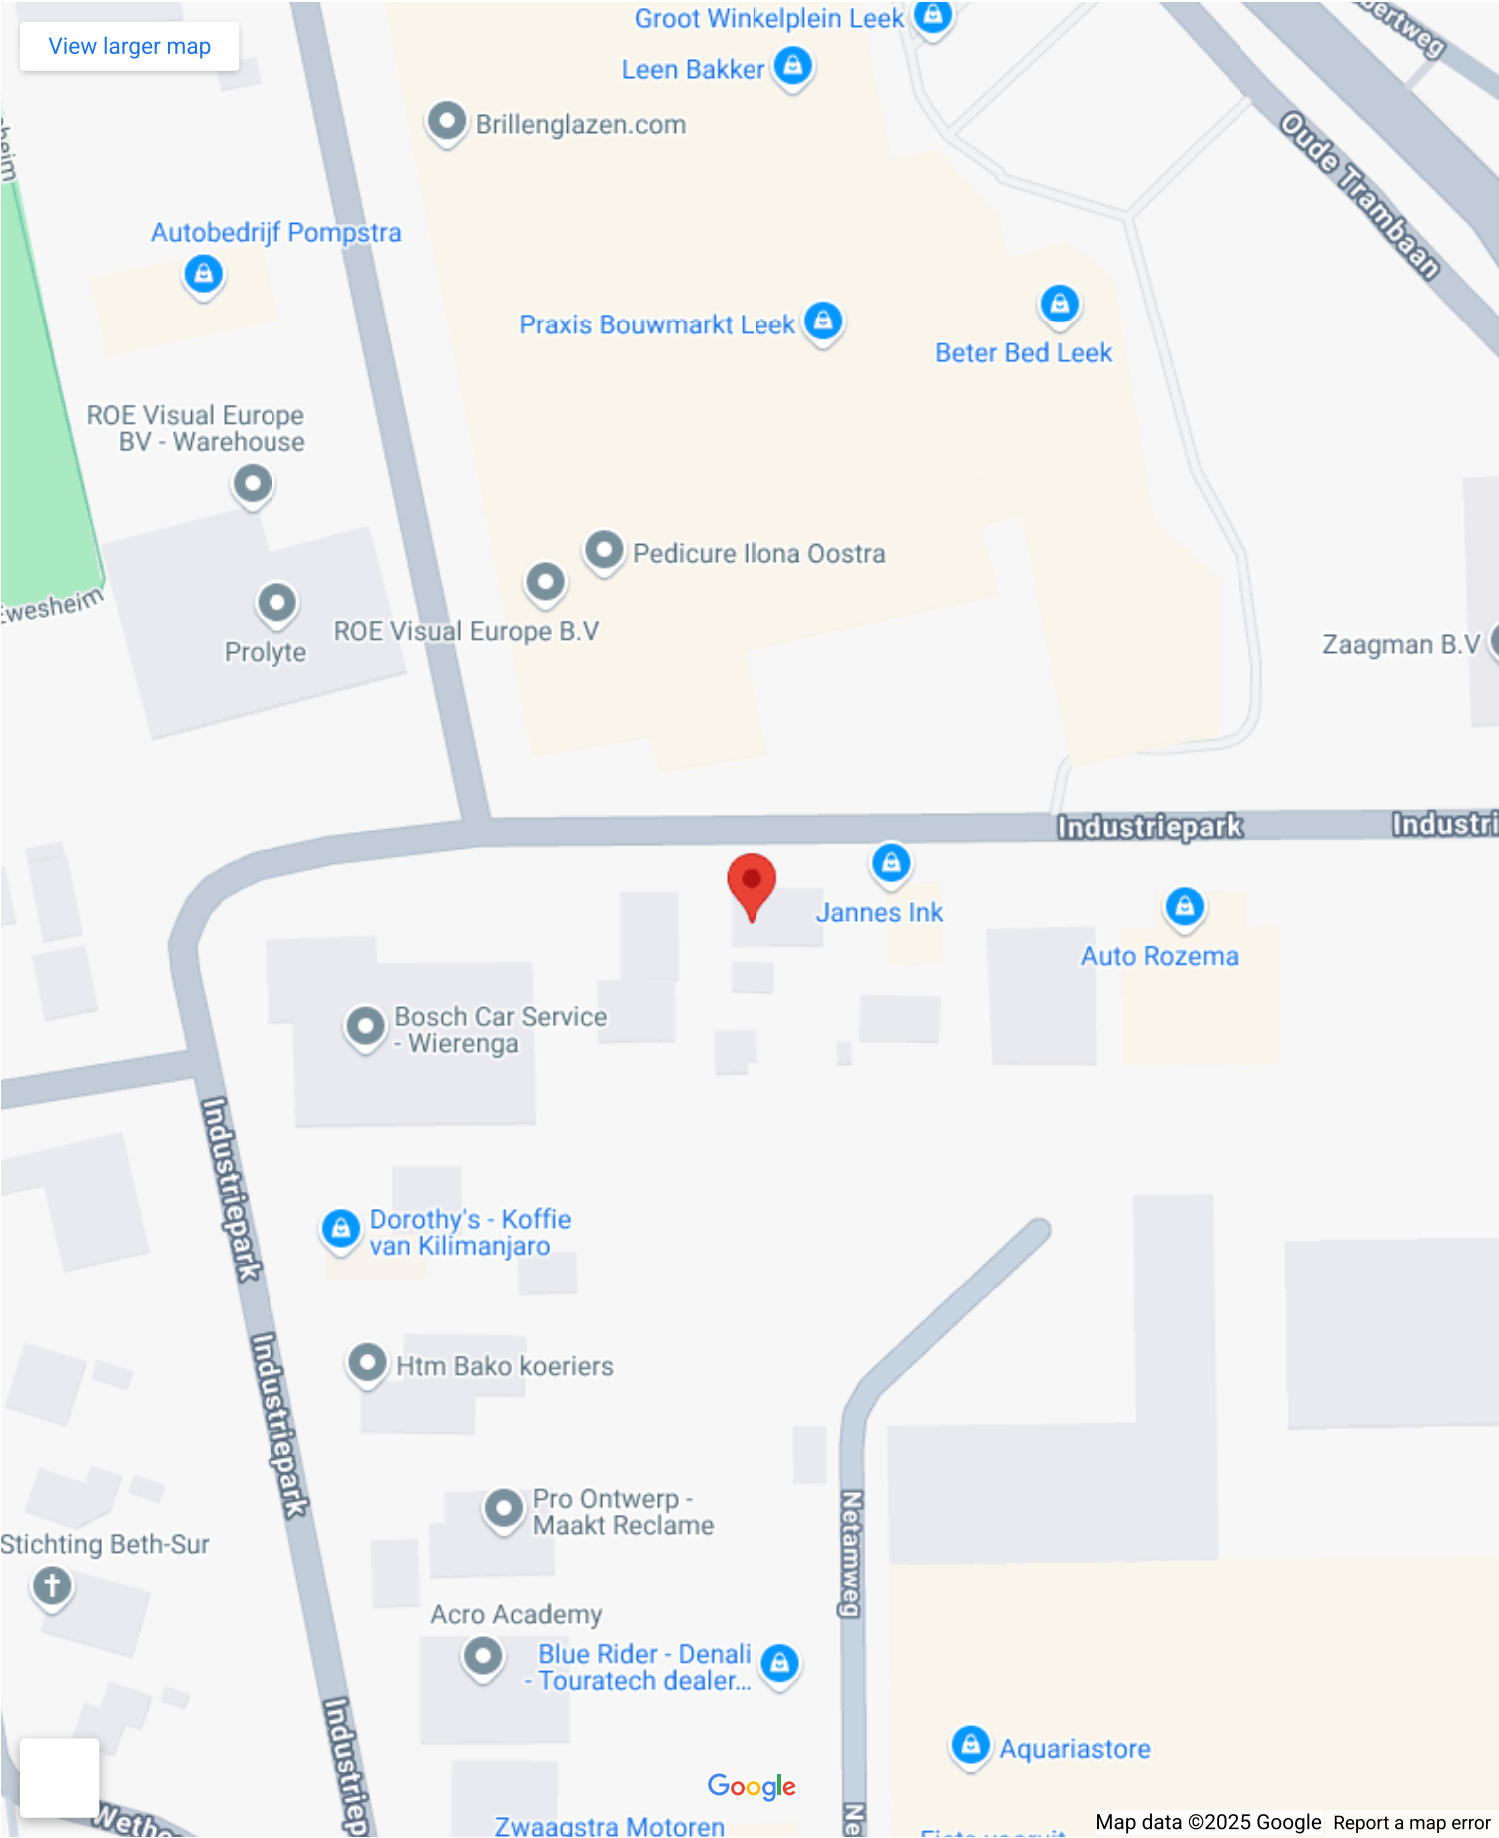 Groot Winkelplein Leek
View larger map
Leen Bakker
Brillenglazen.com
Oude Trambaan
Autobedrijf Pompstra
Praxis Bouwmarkt Leek
Beter Bed Leek
ROE Visual Europe
BV - Warehouse
Pedicure Ilona Oostra
ROE Visual Europe B.V
Prolyte
Zaagman B.V
Industriepark
Jannes Ink
Auto Rozema
Bosch Car Service
- Wierenga
Industriepark
Dorothy's - Koffie
van Kilimanjaro
Htm Bako koeriers
Industriepark
Pro Ontwerp -
Maakt Reclame
Netamweg
Stichting Beth-Sur
Acro Academy
Blue Rider - Denali
- Touratech dealer...
Aquariastore
Google
Zwaagstra Motoren
Map data ©2025 Google
Report a map error